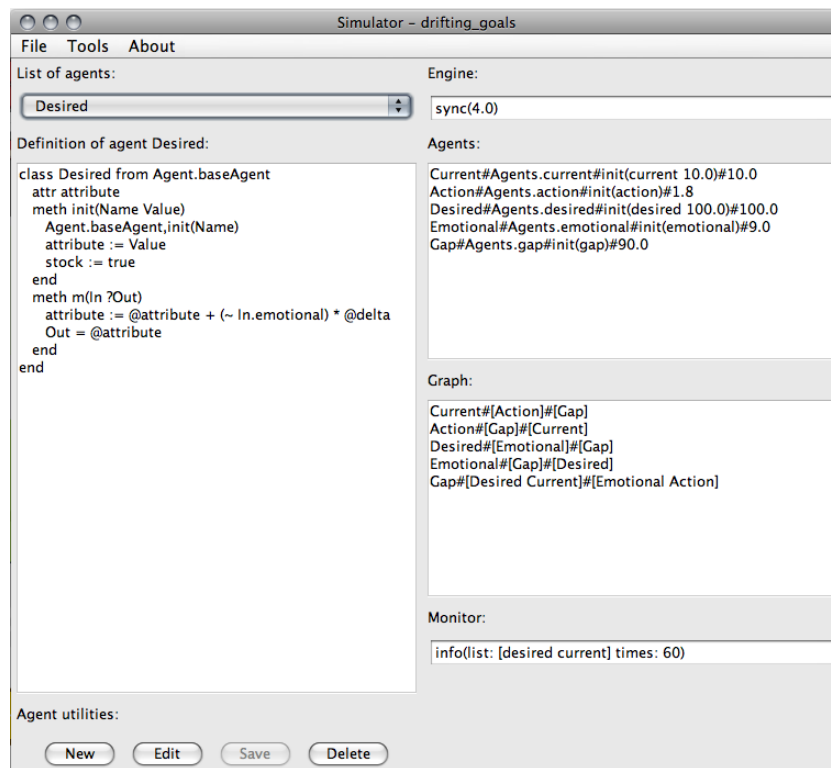 Simulator – drifting_goals
File Tools About
List of agents:
Desired
Definition of agent Desired:
class Desired from Agent.baseAgent
attr attribute
meth init(Name Value)
Agent.baseAgent,init(Name)
attribute := Value
stock := true
end
meth m(In ?Out)
attribute := @attribute + (~ In.emotional) * @delta
Out = @attribute
end
end
Agent utilities:
New Edit Save Delete
Engine:
sync(4.0)
Agents:
Current#Agents.current#init(current 10.0)#10.0
Action#Agents.action#init(action)#1.8
Desired#Agents.desired#init(desired 100.0)#100.0
Emotional#Agents.emotional#init(emotional)#9.0
Gap#Agents.gap#init(gap)#90.0
Graph:
Current#[Action]#[Gap]
Action#[Gap]#[Current]
Desired#[Emotional]#[Gap]
Emotional#[Gap]#[Desired]
Gap#[Desired Current]#[Emotional Action]
Monitor:
info(list: [desired current] times: 60)